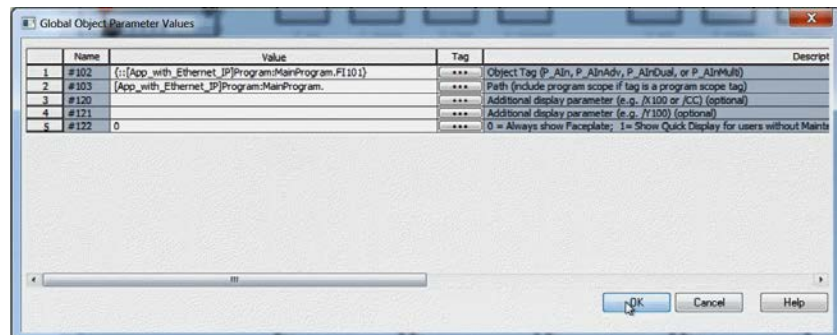 Global Object Parameter Values
Name Value Tag Descript
1 #102 {::[App_with_Ethernet_IP]Program:MainProgram.FI101} ... Object Tag (P_AIn, P_AInAdv, P_AInDual, or P_AInMulti)
2 #103 [App_with_Ethernet_IP]Program:MainProgram. ... Path (include program scope if tag is a program scope tag)
3 #120 ... Additional display parameter (e.g. /X100 or /CC) (optional)
4 #121 ... Additional display parameter (e.g. /Y100) (optional)
5 #122 0 ... 0 = Always show Faceplate; 1= Show Quick Display for users without Mainte
OK Cancel Help